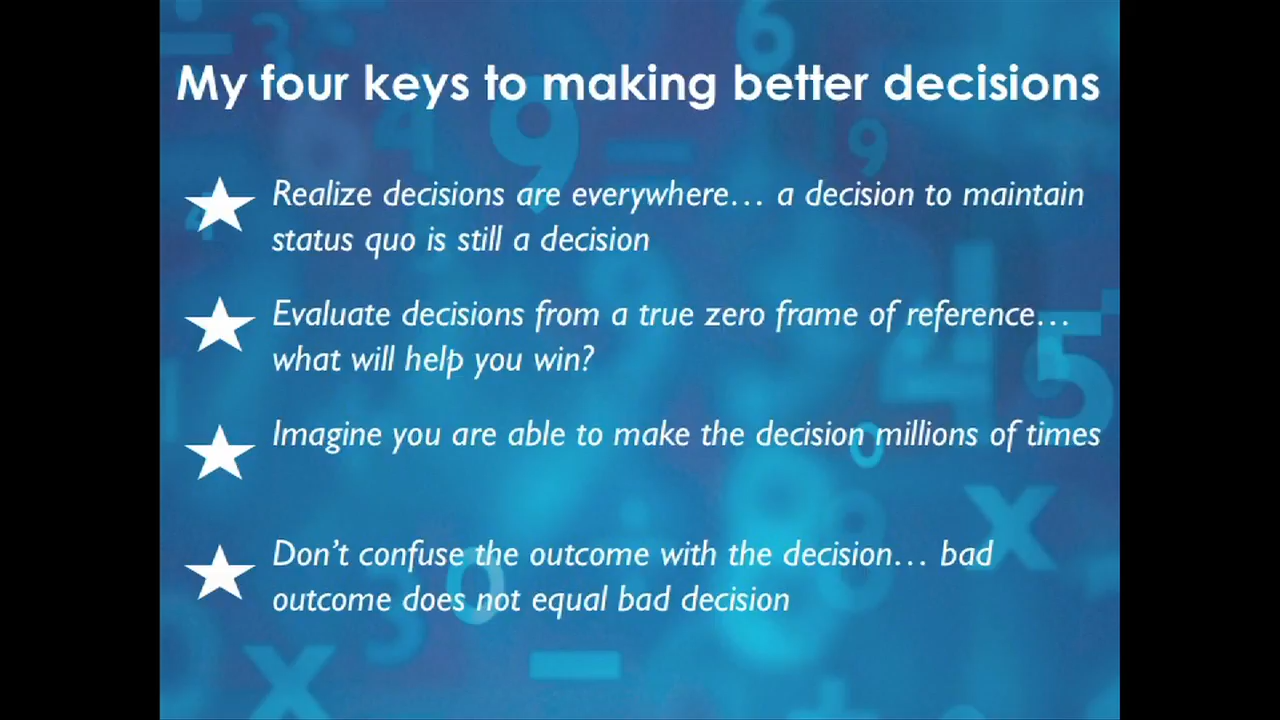 My four keys to making better decisions
Realize decisions are everywhere… a decision to maintain
status quo is still a decision
Evaluate decisions from a true zero frame of reference…
what will help you win?
Imagine you are able to make the decision millions of times
Don’t confuse the outcome with the decision… bad
outcome does not equal bad decision